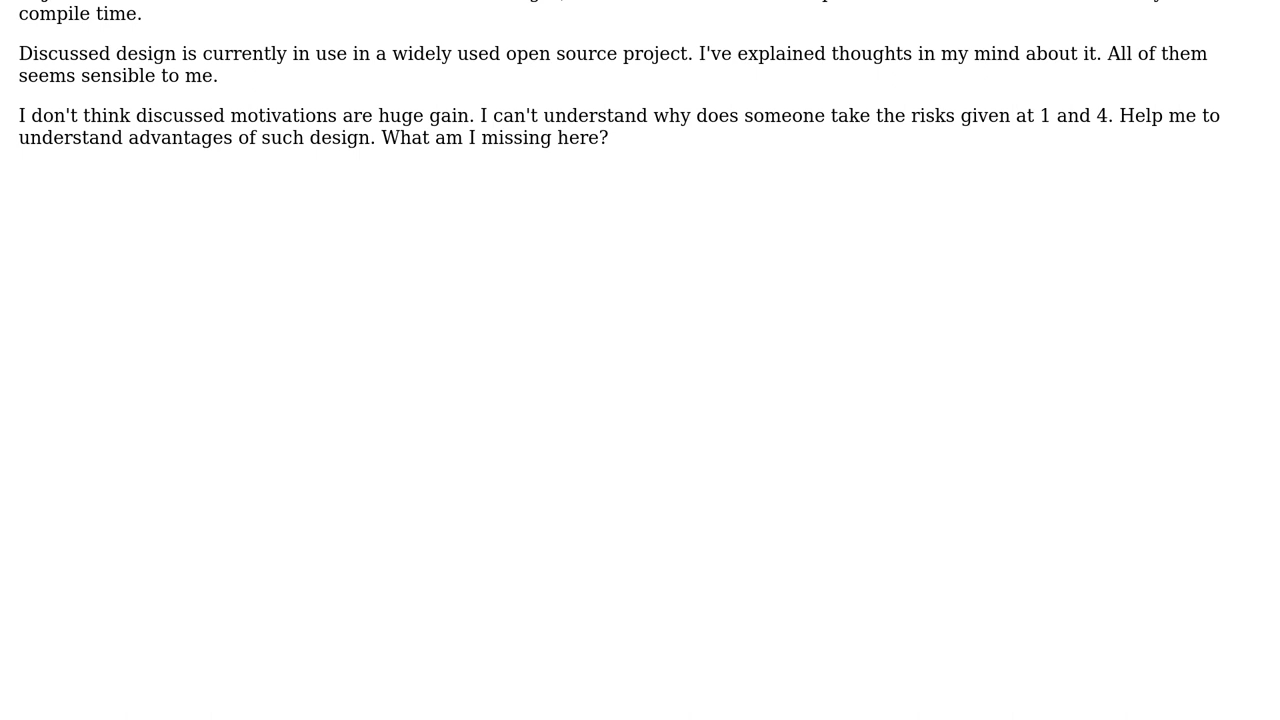 compile time.
Discussed design is currently in use in a widely used open source project. I've explained thoughts in my mind about it. All of them
seems sensible to me.
I don't think discussed motivations are huge gain. I can't understand why does someone take the risks given at 1 and 4. Help me to
understand advantages of such design. What am I missing here?